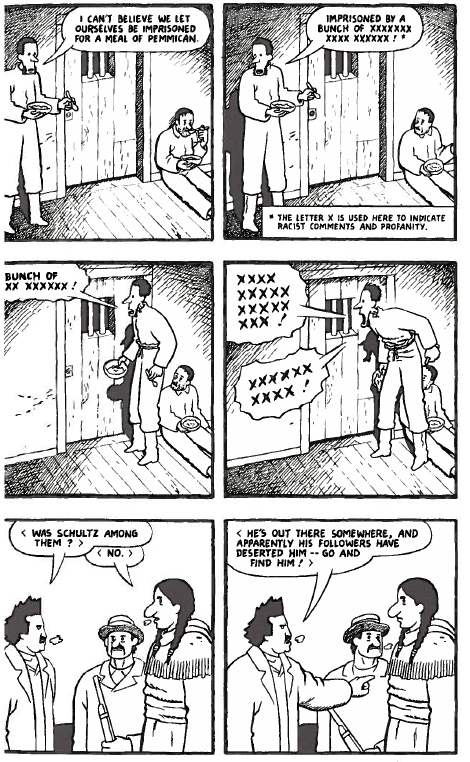 I CAN'T BELIEVE WE LET
OURSELVES BE IMPRISONED
FOR A MEAL OF PEMMICAN.
IMPRISONED BY A
BUNCH OF XXXXXXX
XXXX XXXXXX ! *
* THE LETTER X IS USED HERE TO INDICATE
RACIST COMMENTS AND PROFANITY.
BUNCH OF
XX XXXXXX !
XXXX
XXXXX
XXXXX
XXX !
XXXXXX
XXXX !
< WAS SCHULTZ AMONG
THEM ? >
< NO. >
< HE'S OUT THERE SOMEWHERE, AND
APPARENTLY HIS FOLLOWERS HAVE
DESERTED HIM -- GO AND
FIND HIM ! >